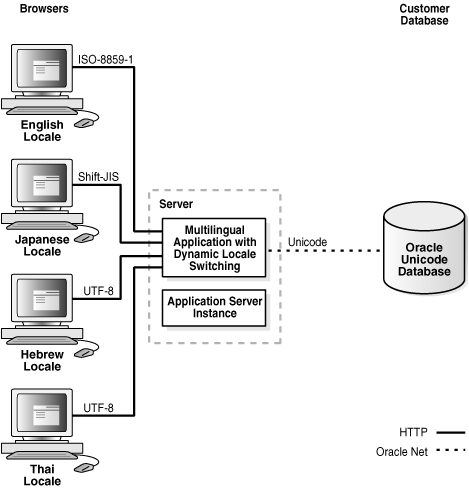 Browsers
Customer
Database
ISO-8859-1
English
Locale
Shift-JIS
Japanese
Locale
UTF-8
Hebrew
Locale
UTF-8
Thai
Locale
Server
Multilingual
Application with
Dynamic Locale
Switching
Application Server
Instance
Unicode
Oracle
Unicode
Database
HTTP
Oracle Net